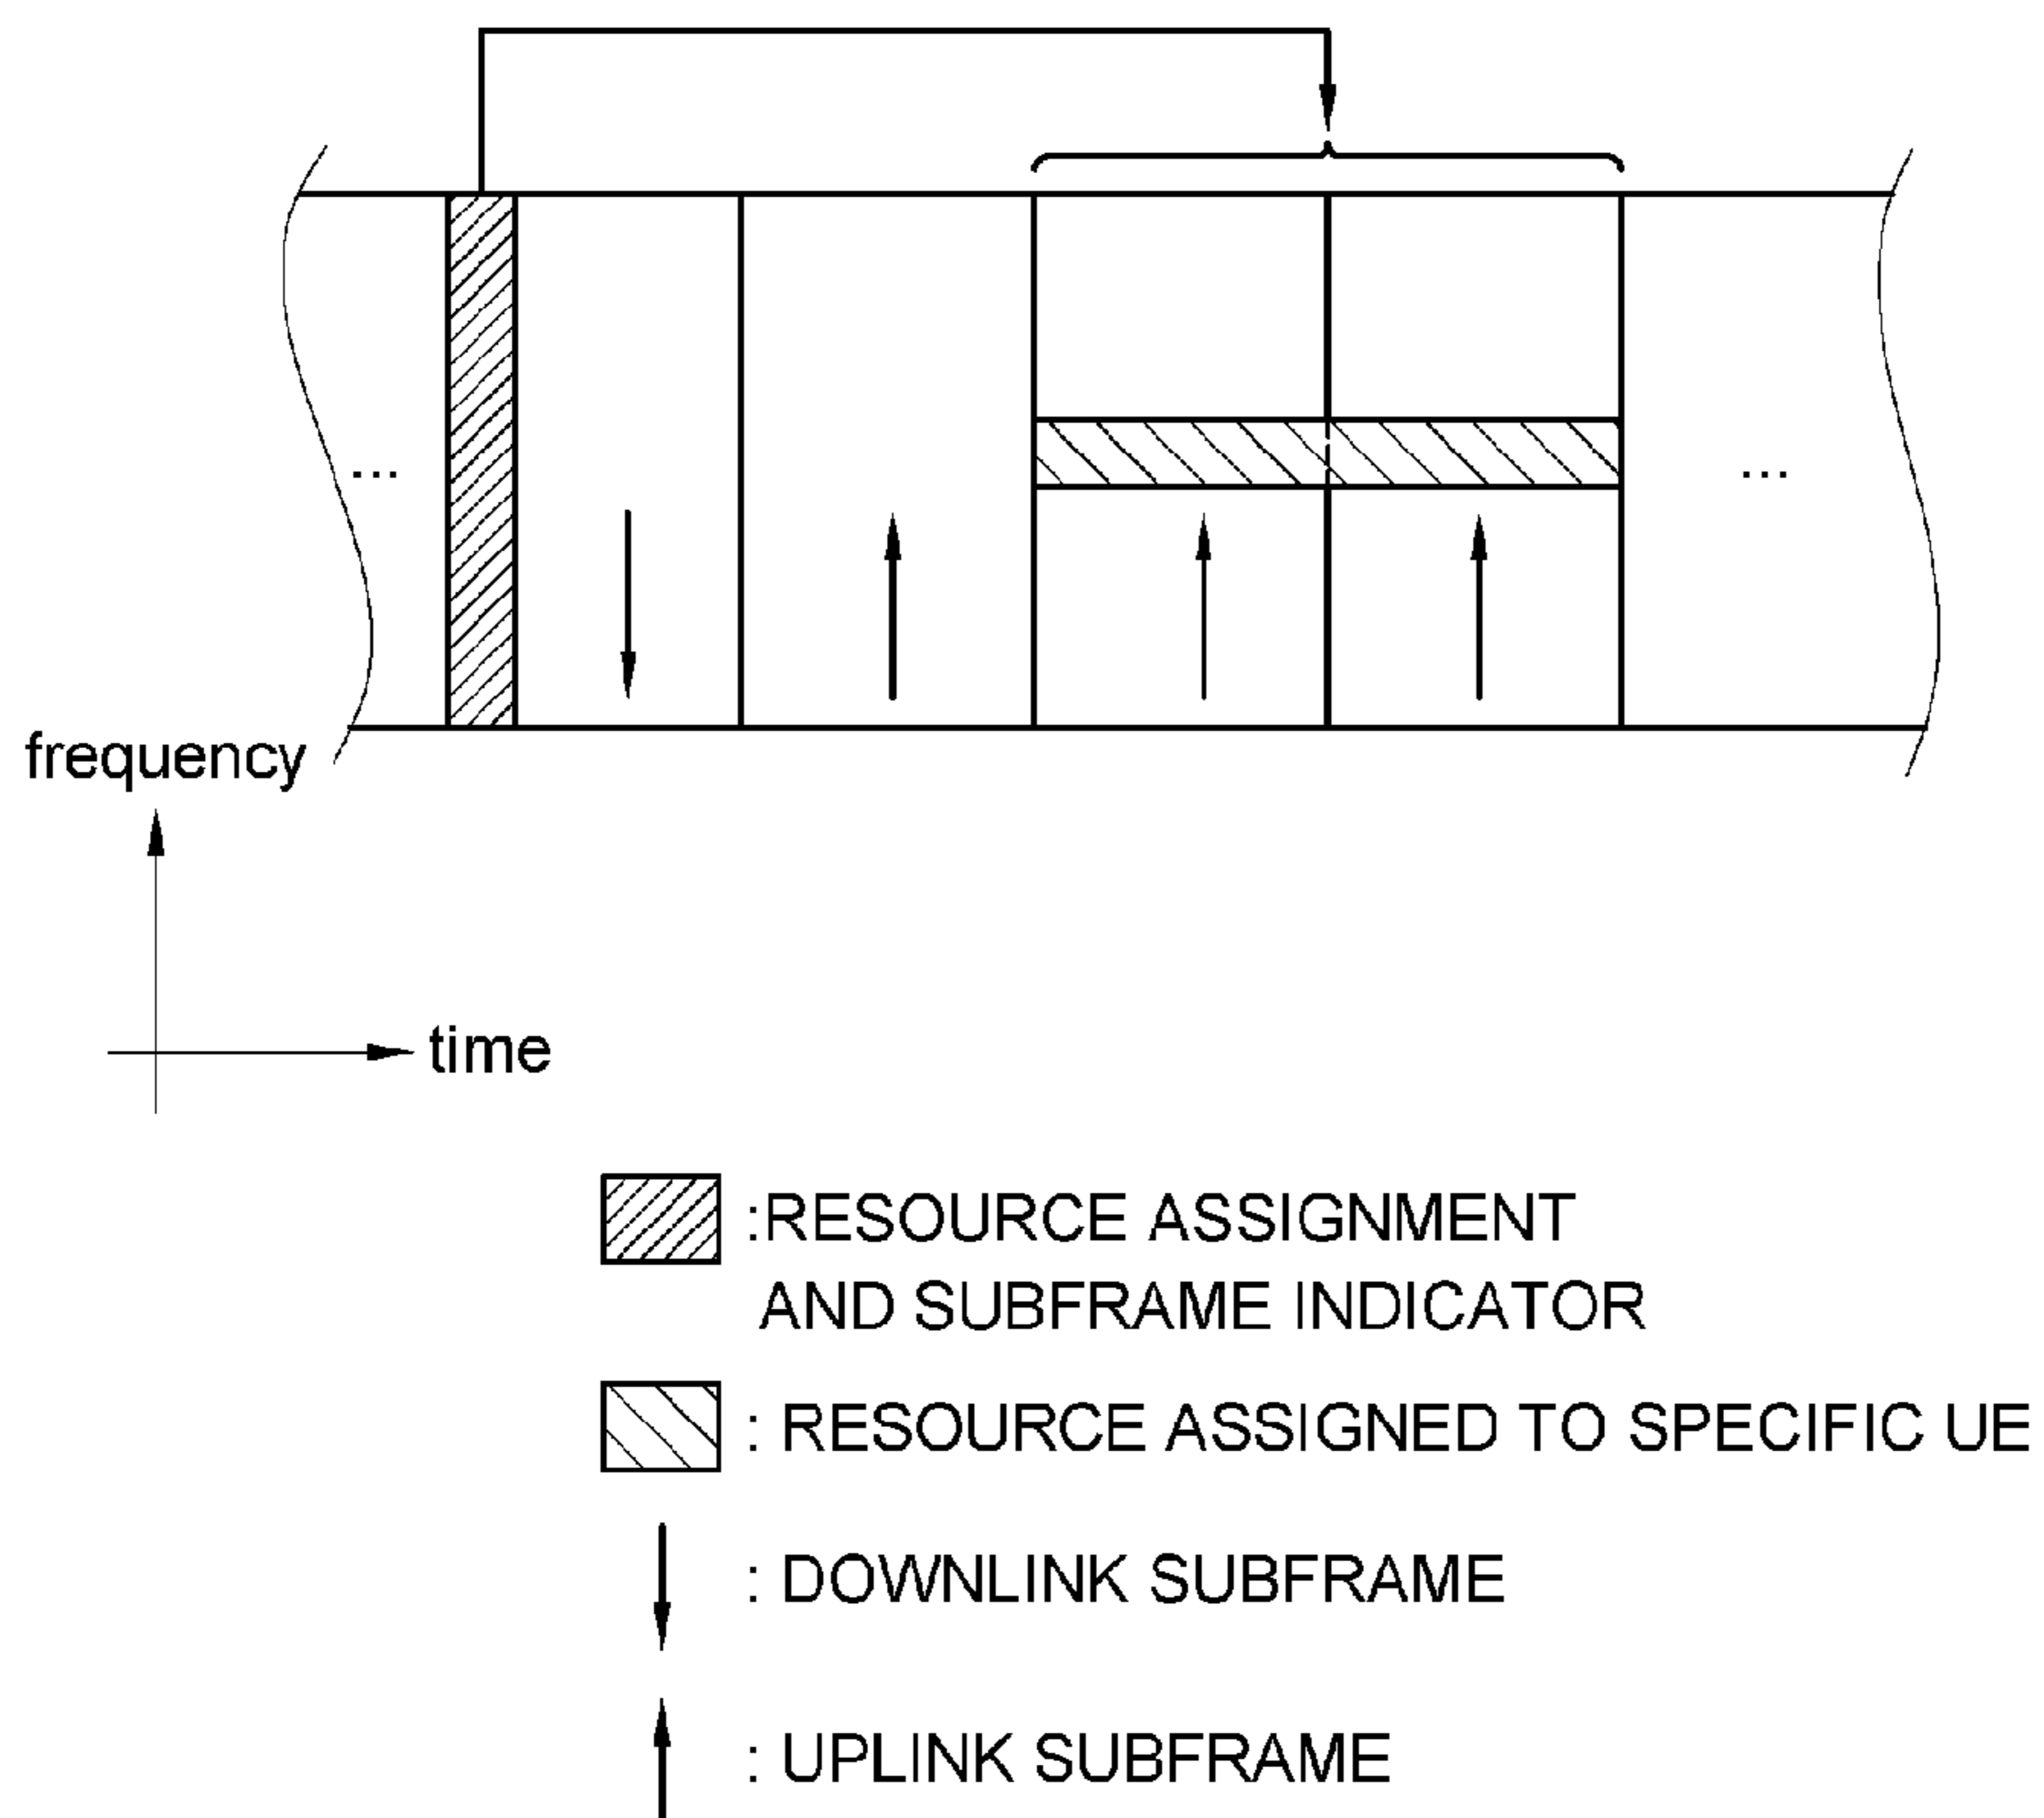 ...
...
frequency
time
:RESOURCE ASSIGNMENT
AND SUBFRAME INDICATOR
: RESOURCE ASSIGNED TO SPECIFIC UE
: DOWNLINK SUBFRAME
: UPLINK SUBFRAME